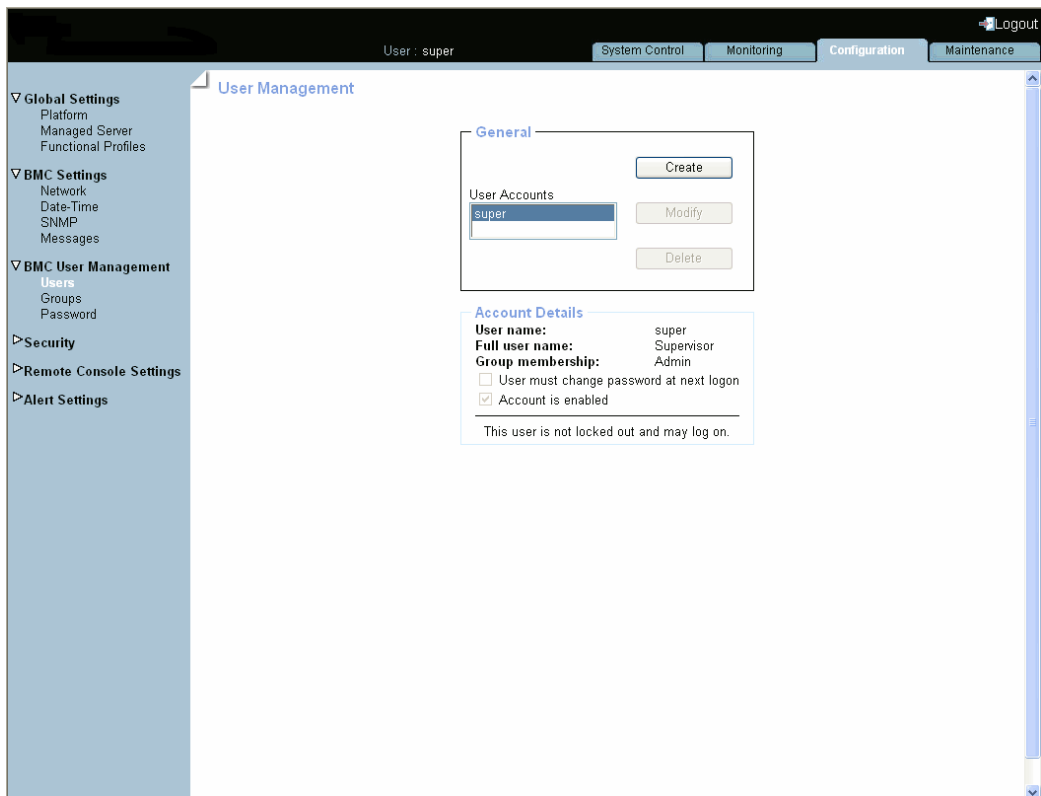 Logout
User : super
System Control
Monitoring
Configuration
Maintenance
Global Settings
Platform
Managed Server
Functional Profiles
BMC Settings
Network
Date-Time
SNMP
Messages
BMC User Management
Users
Groups
Password
Security
Remote Console Settings
Alert Settings
User Management
General
Create
User Accounts
super
Modify
Delete
Account Details
User name: super
Full user name: Supervisor
Group membership: Admin
User must change password at next logon
Account is enabled
This user is not locked out and may log on.